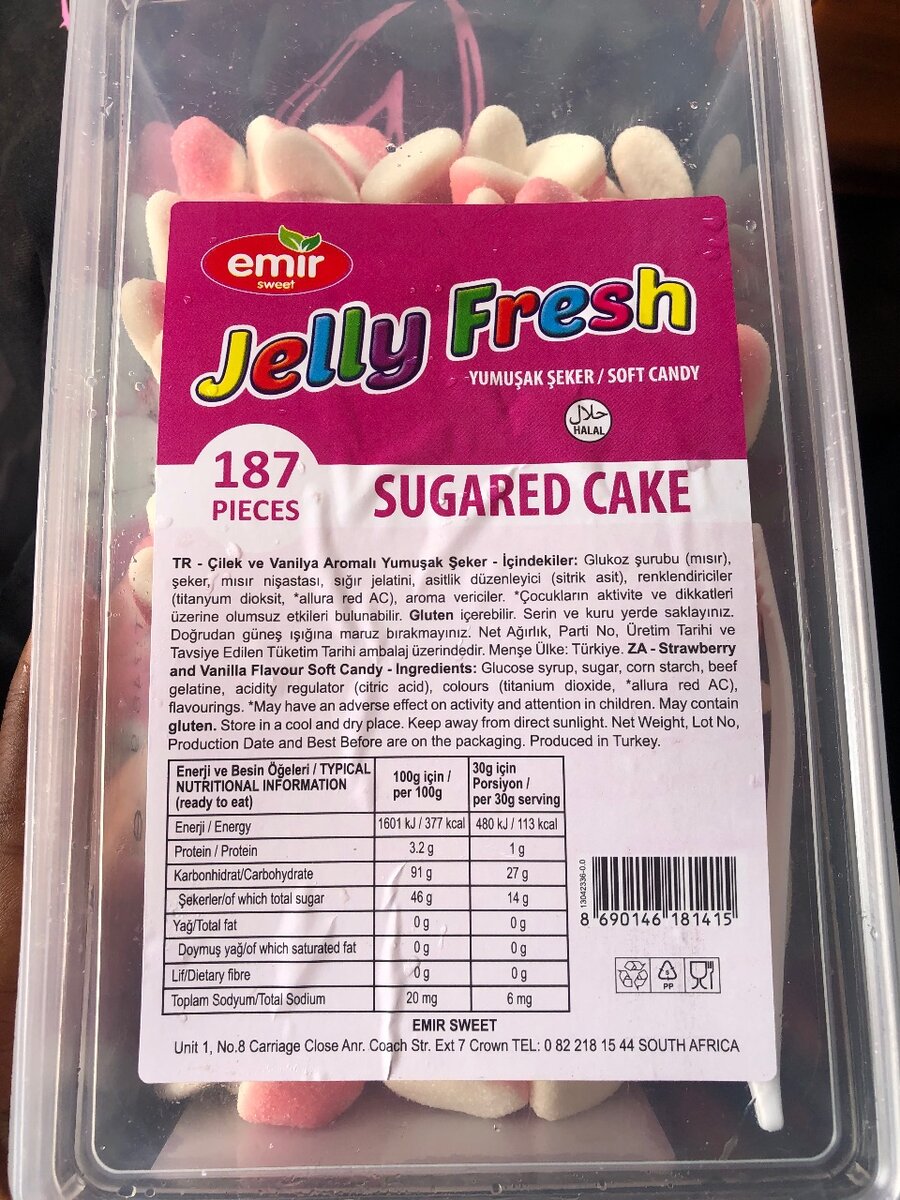 emir
sweet
Jelly Fresh
YUMUŞAK ŞEKER / SOFT CANDY
حلال
HALAL
187
PIECES
SUGARED CAKE
TR - Çilek ve Vanilya Aromalı Yumuşak Şeker - İçindekiler: Glukoz şurubu (mısır),
şeker, mısır nişastası, sığır jelatini, asitlik düzenleyici (sitrik asit), renklendiriciler
(titanyum dioksit, *allura red AC), aroma vericiler. *Çocukların aktivite ve dikkatleri
üzerine olumsuz etkileri bulunabilir. Gluten içerebilir. Serin ve kuru yerde saklayınız.
Doğrudan güneş ışığına maruz bırakmayınız. Net Ağırlık, Parti No, Üretim Tarihi ve
Tavsiye Edilen Tüketim Tarihi ambalaj üzerindedir. Menşe Ülke: Türkiye. ZA - Strawberry
and Vanilla Flavour Soft Candy - Ingredients: Glucose syrup, sugar, corn starch, beef
gelatine, acidity regulator (citric acid), colours (titanium dioxide, *allura red AC),
flavourings. *May have an adverse effect on activity and attention in children. May contain
gluten. Store in a cool and dry place. Keep away from direct sunlight. Net Weight, Lot No,
Production Date and Best Before are on the packaging. Produced in Turkey.
Enerji ve Besin Öğeleri / TYPICAL
NUTRITIONAL INFORMATION
(ready to eat)
100g için /
per 100g
30g için
Porsiyon /
per 30g serving
Enerji / Energy 1601 kJ / 377 kcal 480 kJ / 113 kcal
Protein / Protein 3.2 g 1 g
Karbonhidrat/Carbohydrate 91 g 27 g
Şekerler/of which total sugar 46 g 14 g
Yağ/Total fat 0 g 0 g
Doymuş yağ/of which saturated fat 0 g 0 g
Lif/Dietary fibre 0 g 0 g
Toplam Sodyum/Total Sodium 20 mg 6 mg
13042336-0.0
8 690146 181415
5
PP
EMIR SWEET
Unit 1, No.8 Carriage Close Anr. Coach Str. Ext 7 Crown TEL: 0 82 218 15 44 SOUTH AFRICA